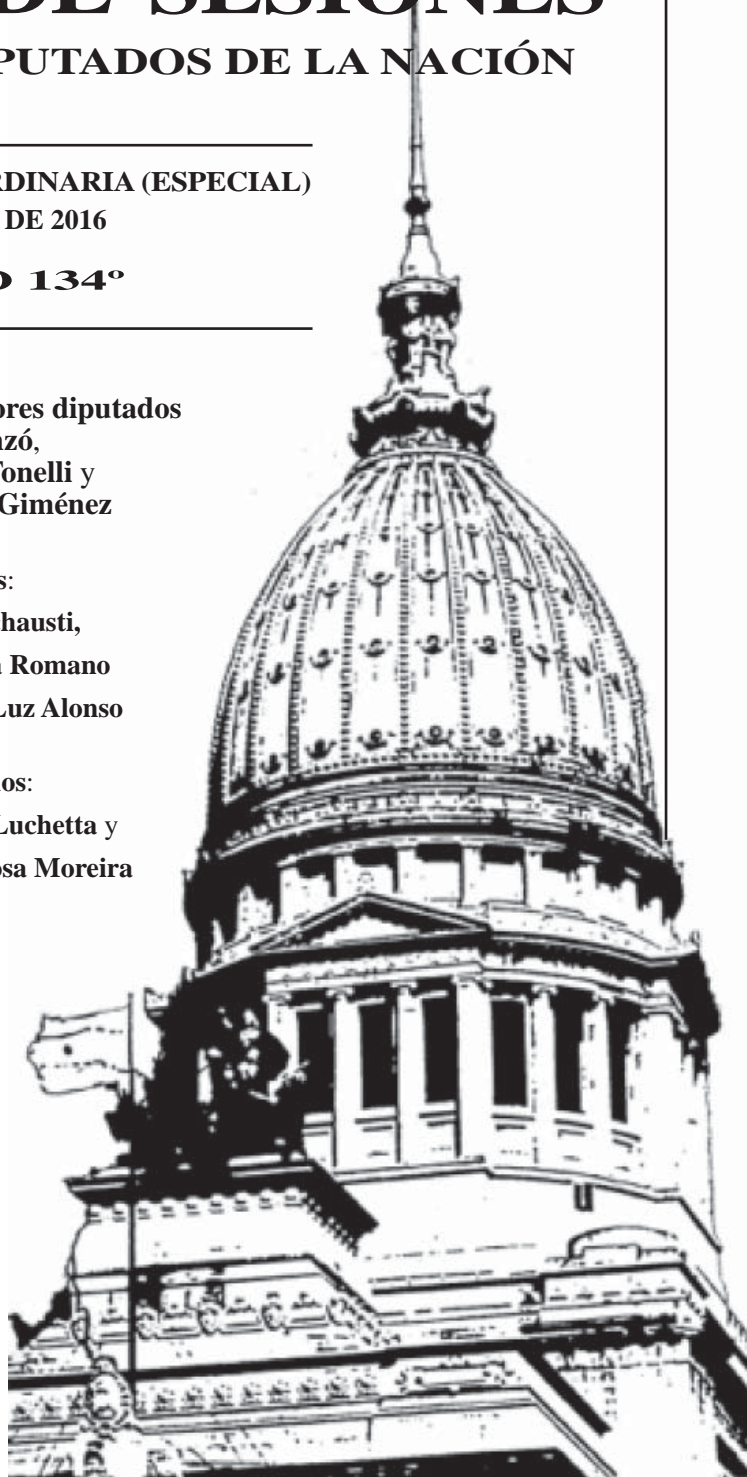 DE SESIONES
PUTADOS DE LA NACIÓN
RDINARIA (ESPECIAL)
DE 2016
O 134º
ores diputados
nzó,
Tonelli y
Giménez
s:
hausti,
a Romano
Luz Alonso
ios:
Luchetta y
osa Moreira